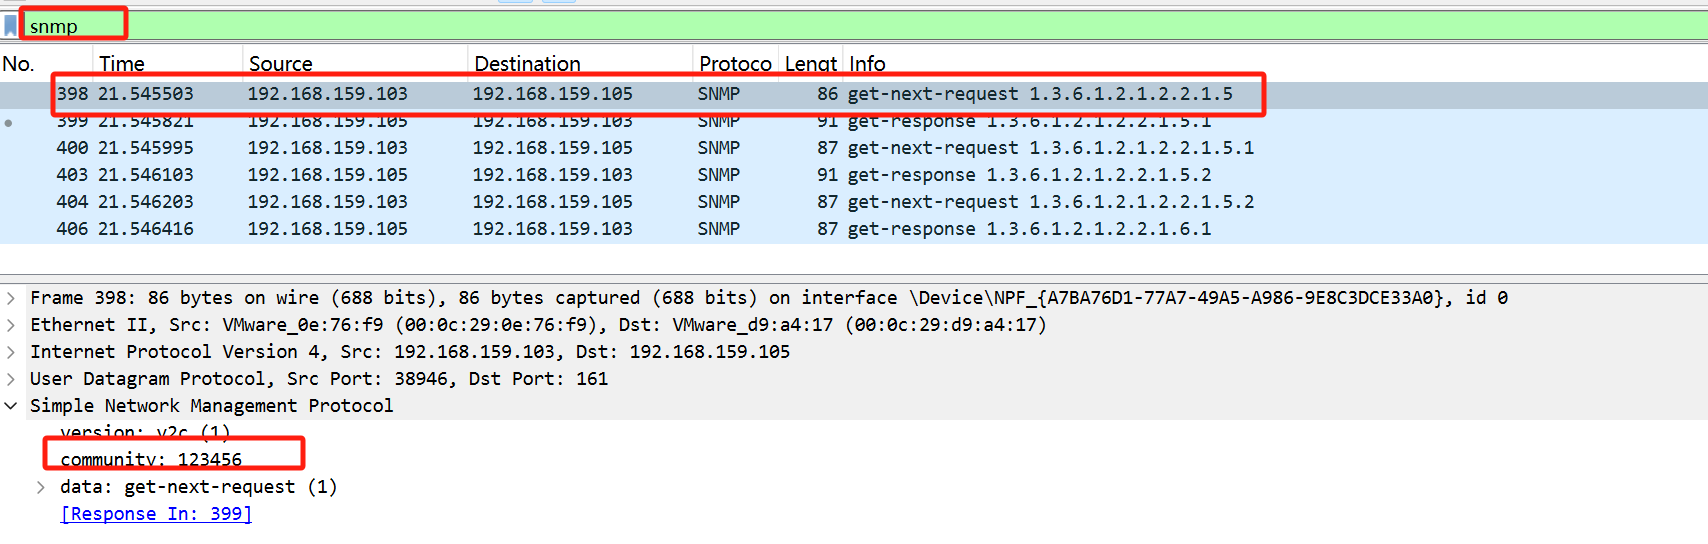 snmp
No. Time Source Destination Protoco Lengt Info
398 21.545503 192.168.159.103 192.168.159.105 SNMP 86 get-next-request 1.3.6.1.2.1.2.2.1.5
399 21.545821 192.168.159.105 192.168.159.103 SNMP 91 get-response 1.3.6.1.2.1.2.2.1.5.1
400 21.545995 192.168.159.103 192.168.159.105 SNMP 87 get-next-request 1.3.6.1.2.1.2.2.1.5.1
403 21.546103 192.168.159.105 192.168.159.103 SNMP 91 get-response 1.3.6.1.2.1.2.2.1.5.2
404 21.546203 192.168.159.103 192.168.159.105 SNMP 87 get-next-request 1.3.6.1.2.1.2.2.1.5.2
406 21.546416 192.168.159.105 192.168.159.103 SNMP 87 get-response 1.3.6.1.2.1.2.2.1.6.1
Frame 398: 86 bytes on wire (688 bits), 86 bytes captured (688 bits) on interface \Device\NPF_{A7BA76D1-77A7-49A5-A986-9E8C3DCE33A0}, id 0
Ethernet II, Src: VMware_0e:76:f9 (00:0c:29:0e:76:f9), Dst: VMware_d9:a4:17 (00:0c:29:d9:a4:17)
Internet Protocol Version 4, Src: 192.168.159.103, Dst: 192.168.159.105
User Datagram Protocol, Src Port: 38946, Dst Port: 161
Simple Network Management Protocol
version: v2c (1)
community: 123456
data: get-next-request (1)
[Response In: 399]